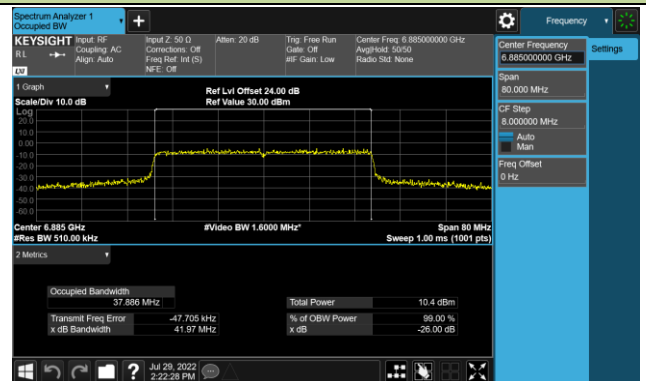 Spectrum Analyzer 1
Occupied BW
Frequency
KEYSIGHT Input: RF
RL
Coupling: AC
Align: Auto
LXI
Input Z: 50 Ω
Corrections: Off
Freq Ref: Int (S)
NFE: Off
Atten: 20 dB
Trig: Free Run
Gate: Off
#IF Gain: Low
Center Freq: 6.885000000 GHz
Avg|Hold: 50/50
Radio Std: None
Center Frequency
6.885000000 GHz
Settings
Span
80.000 MHz
CF Step
8.000000 MHz
Auto
Man
Freq Offset
0 Hz
1 Graph
Scale/Div 10.0 dB
Ref Lvl Offset 24.00 dB
Ref Value 30.00 dBm
Log
20.0
10.0
0.00
-10.0
-20.0
-30.0
-40.0
-50.0
-60.0
Center 6.885 GHz
#Res BW 510.00 kHz
#Video BW 1.6000 MHz*
Span 80 MHz
Sweep 1.00 ms (1001 pts)
2 Metrics
Occupied Bandwidth
37.886 MHz
Transmit Freq Error -47.705 kHz
x dB Bandwidth 41.97 MHz
Total Power 10.4 dBm
% of OBW Power 99.00 %
x dB -26.00 dB
Jul 29, 2022
2:22:28 PM